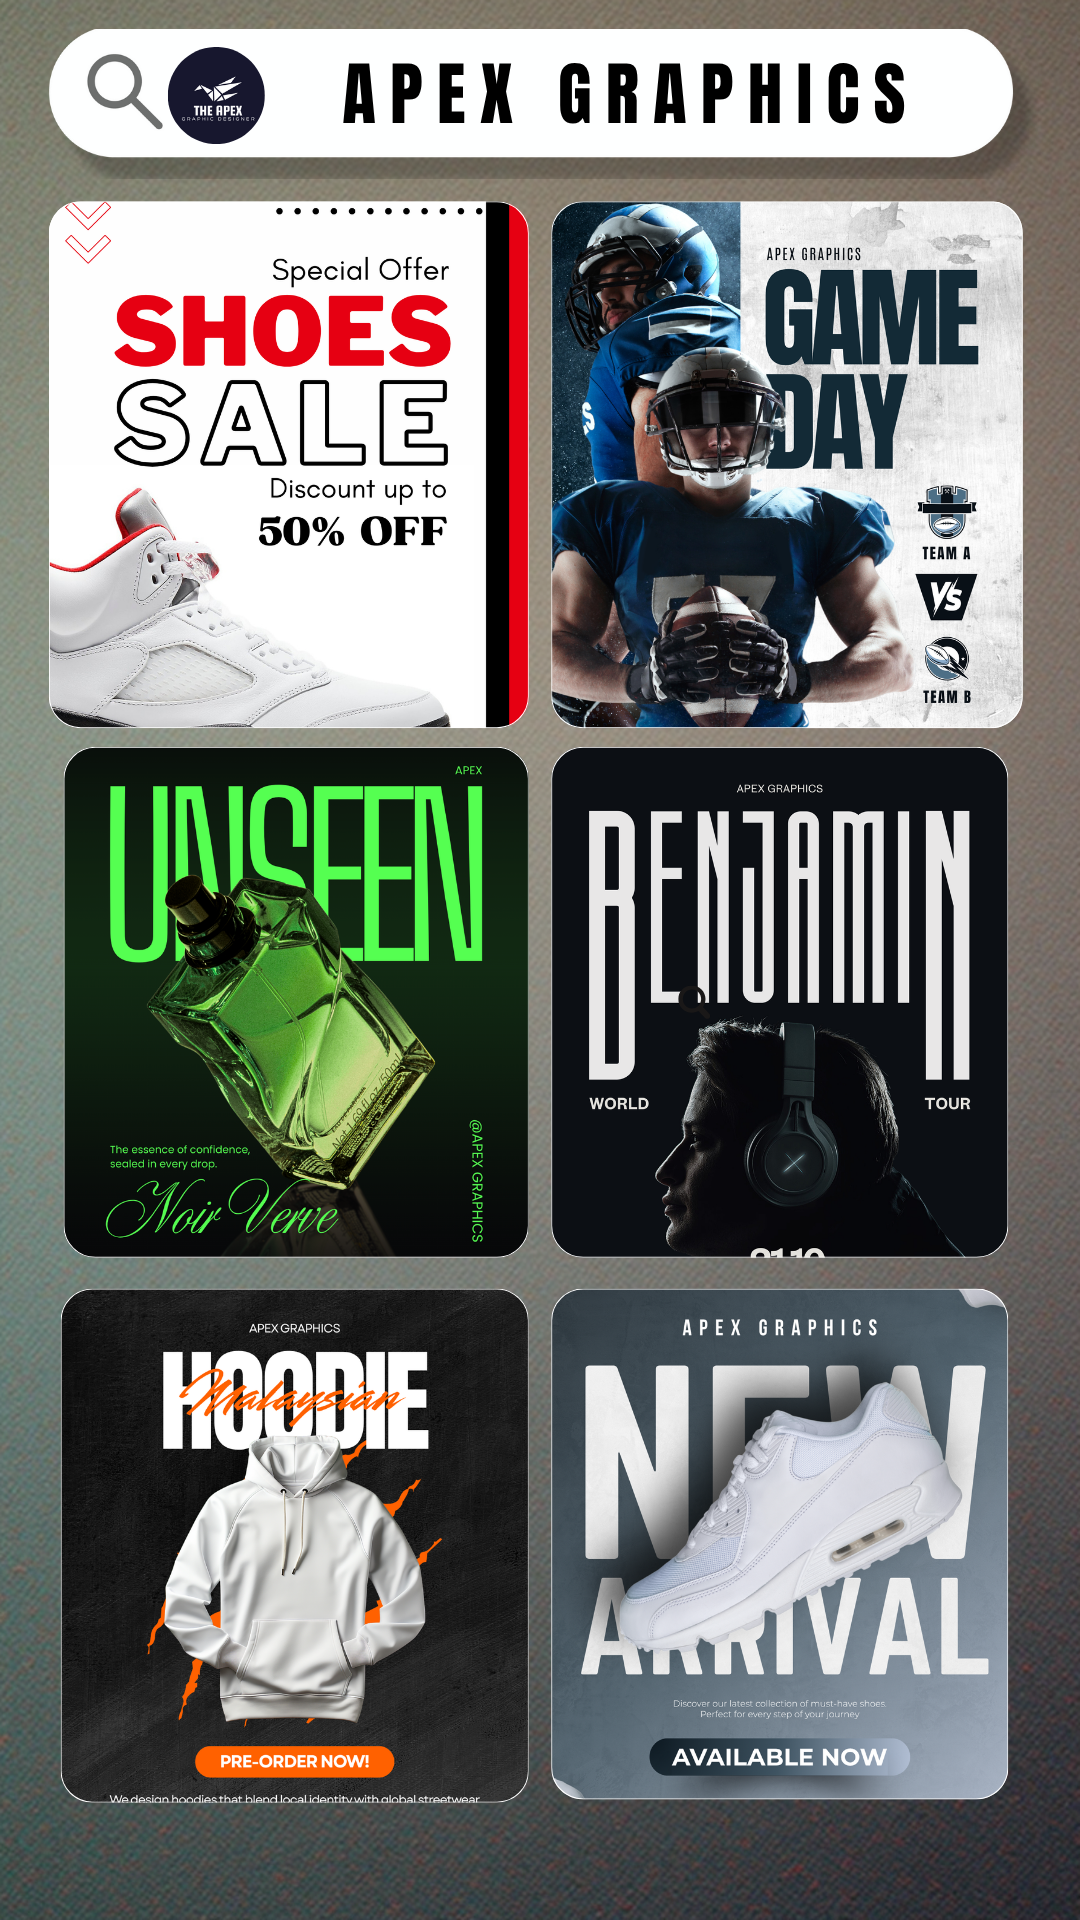 THE APEX
GRAPHIC DESIGNER
APEX GRAPHICS
Special Offer
SHOES
SALE
Discount up to
50% OFF
APEX GRAPHICS
GAME
DAY
TEAM A
VS
TEAM B
APEX
UNSEEN
The essence of confidence,
sealed in every drop.
Noir Verve
@APEX GRAPHICS
APEX GRAPHICS
BENJAMIN
WORLD
TOUR
APEX GRAPHICS
HOODIE
Malaysian
PRE-ORDER NOW!
We design hoodies that blend local identity with global streetwear
APEX GRAPHICS
NEW
ARRIVAL
Discover our latest collection of must-have shoes.
Perfect for every step of your journey
AVAILABLE NOW